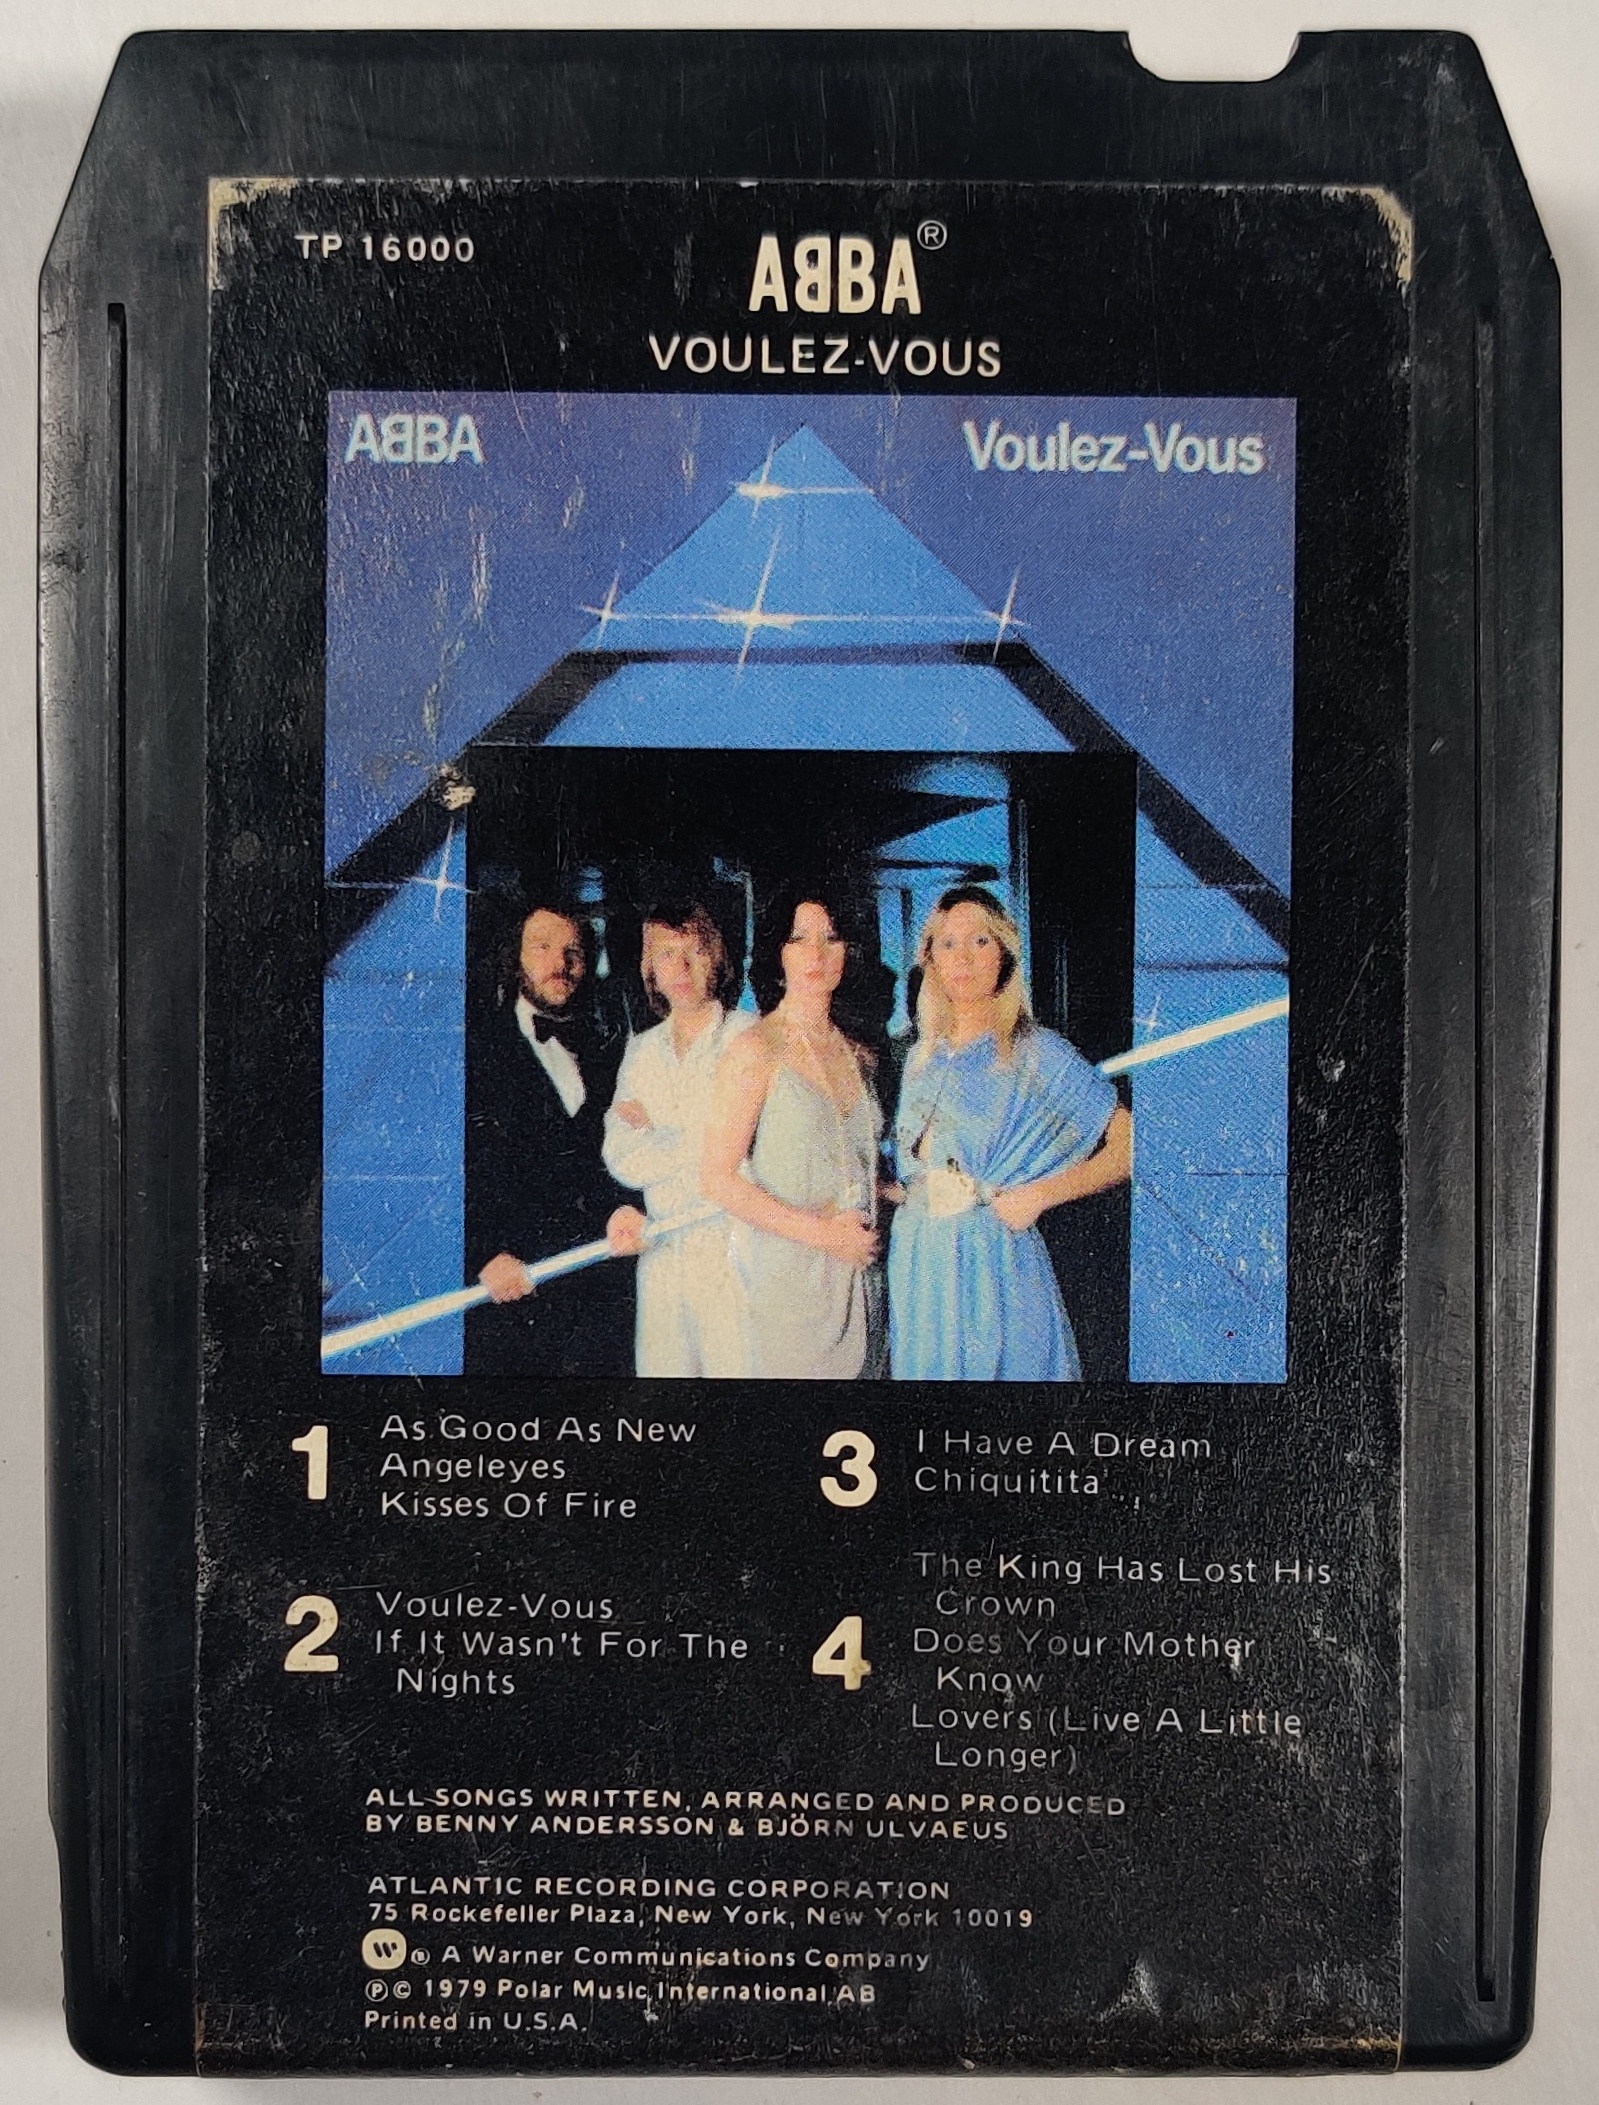 TP 16000
ABBA®
VOULEZ-VOUS
ABBA
Voulez-Vous
1
As Good As New
Angeleyes
Kisses Of Fire
2
Voulez-Vous
If It Wasn't For The
Nights
3
I Have A Dream
Chiquitita
4
The King Has Lost His
Crown
Does Your Mother
Know
Lovers (Live A Little
Longer)
ALL SONGS WRITTEN, ARRANGED AND PRODUCED
BY BENNY ANDERSSON & BJÖRN ULVAEUS
ATLANTIC RECORDING CORPORATION
75 Rockefeller Plaza, New York, New York 10019
® A Warner Communications Company
℗© 1979 Polar Music International AB
Printed in U.S.A.